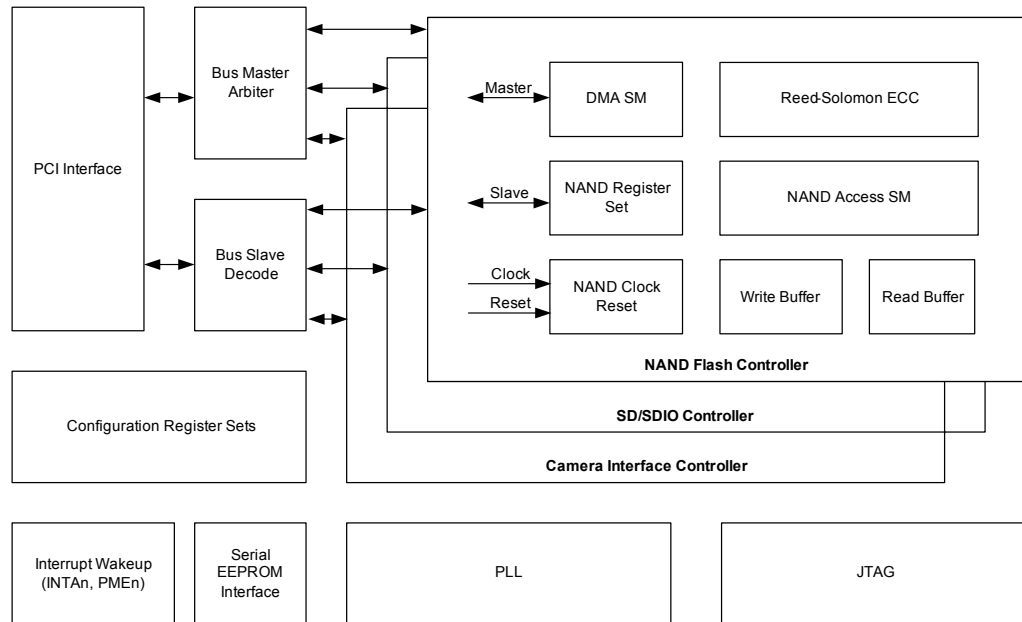 PCI Interface
Bus Master
Arbiter
Bus Slave
Decode
Master
DMA SM
Reed-Solomon ECC
Slave
NAND Register
Set
NAND Access SM
Clock
Reset
NAND Clock
Reset
Write Buffer
Read Buffer
NAND Flash Controller
SD/SDIO Controller
Camera Interface Controller
Configuration Register Sets
Interrupt Wakeup
(INTAn, PMEn)
Serial
EEPROM
Interface
PLL
JTAG